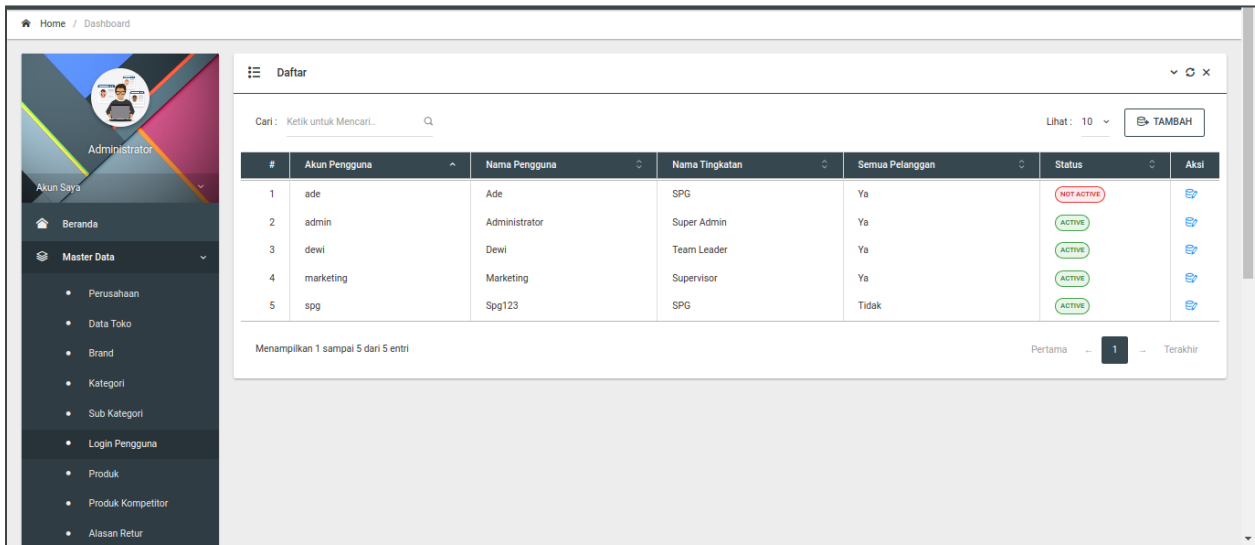 Home / Dashboard
Administrator
Akun Saya
Beranda
Master Data
Perusahaan
Data Toko
Brand
Kategori
Sub Kategori
Login Pengguna
Produk
Produk Kompetitor
Alasan Retur
Daftar
Cari : Ketik untuk Mencari..
Lihat : 10 TAMBAH
# Akun Pengguna Nama Pengguna Nama Tingkatan Semua Pelanggan Status Aksi
1 ade Ade SPG Ya NOT ACTIVE
2 admin Administrator Super Admin Ya ACTIVE
3 dewi Dewi Team Leader Ya ACTIVE
4 marketing Marketing Supervisor Ya ACTIVE
5 spg Spg123 SPG Tidak ACTIVE
Menampilkan 1 sampai 5 dari 5 entri
Pertama ← 1 → Terakhir